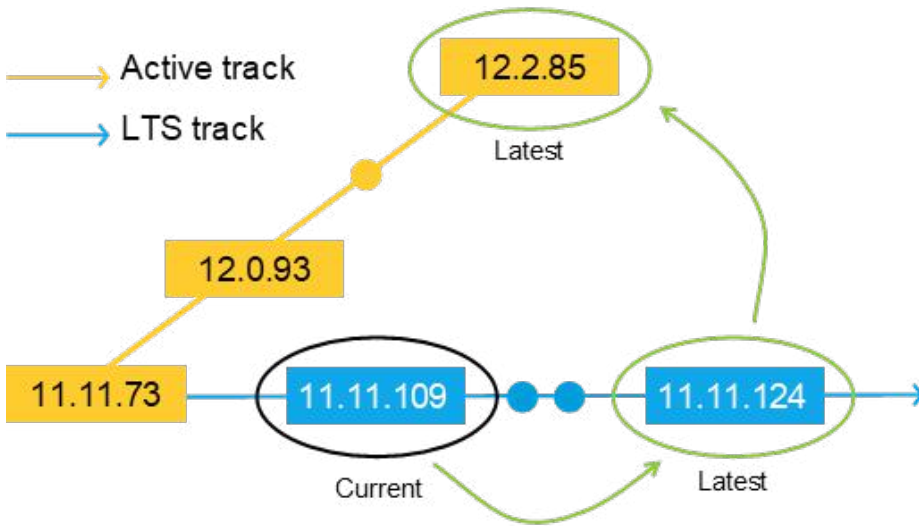 Active track
LTS track
12.2.85
Latest
12.0.93
11.11.73
11.11.109
11.11.124
Current
Latest